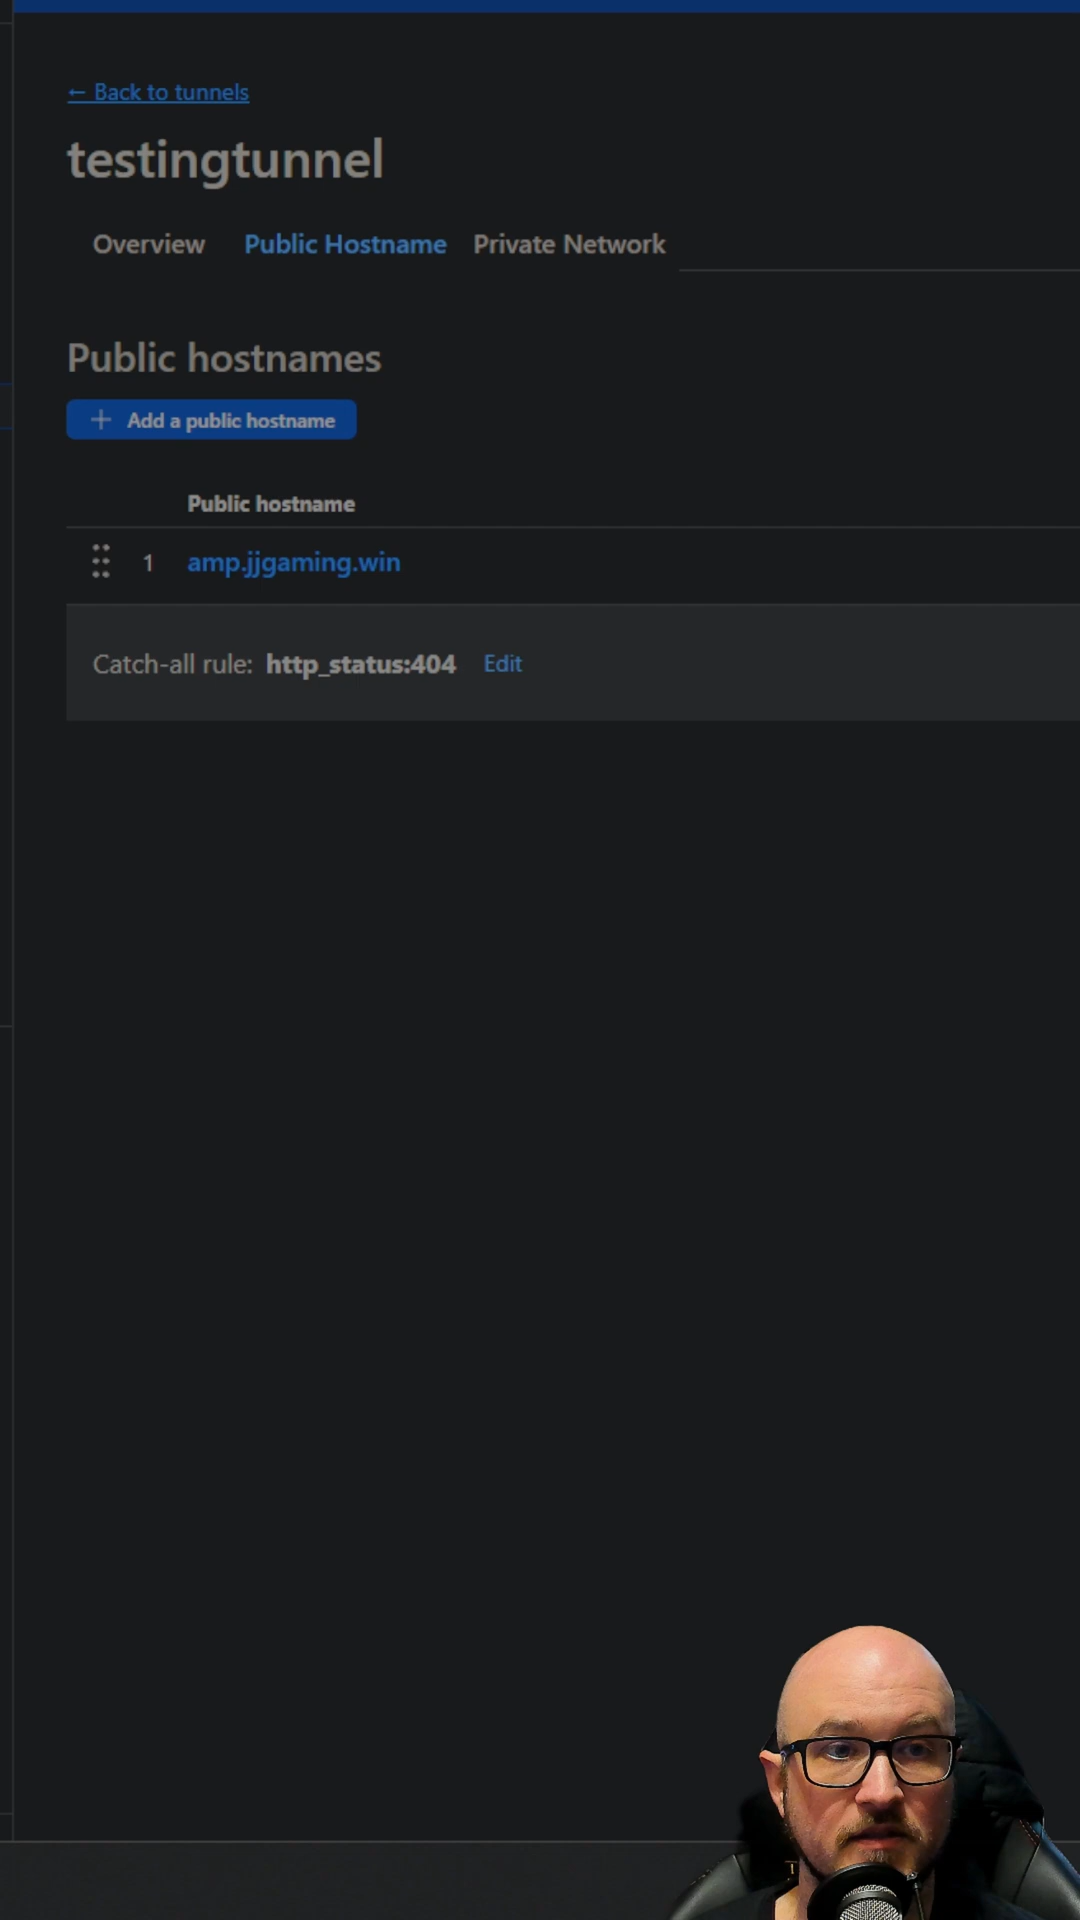 ← Back to tunnels
testingtunnel
Overview Public Hostname Private Network
Public hostnames
+ Add a public hostname
Public hostname
1 amp.jjgaming.win
Catch-all rule: http_status:404 Edit